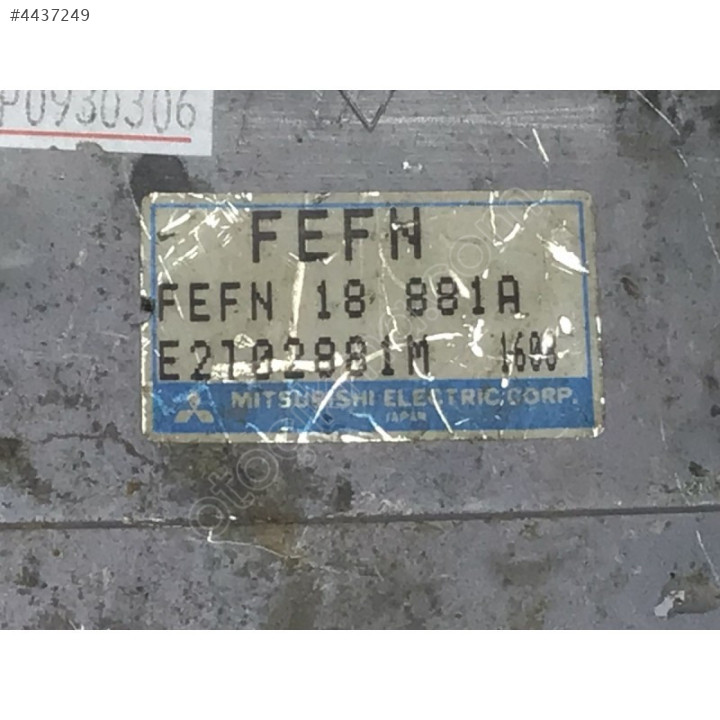 #4437249
P0930306
FEFN
FEFN 18 881A
E2T02881M 1600
MITSUBISHI ELECTRIC CORP.
JAPAN